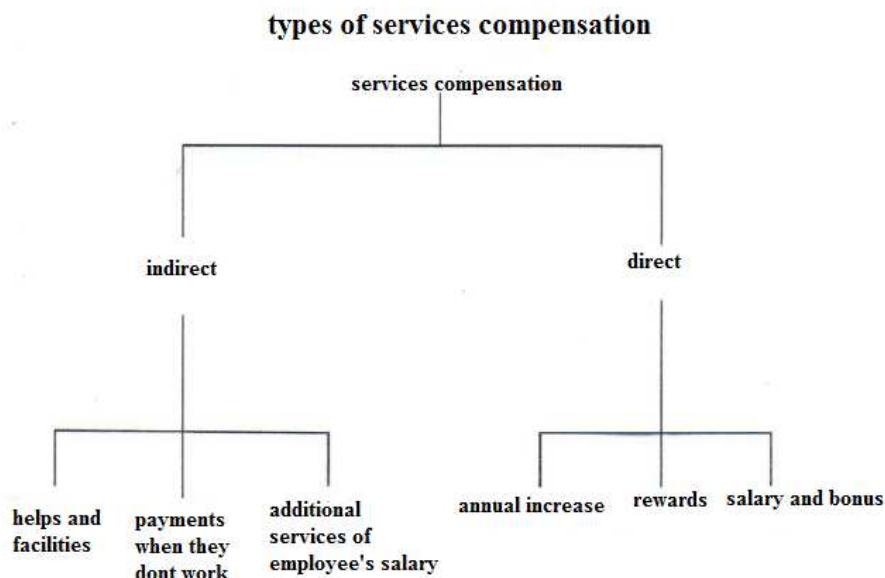 types of services compensation
services compensation
indirect
direct
helps and
facilities
payments
when they
dont work
additional
services of
employee's salary
annual increase
rewards
salary and bonus